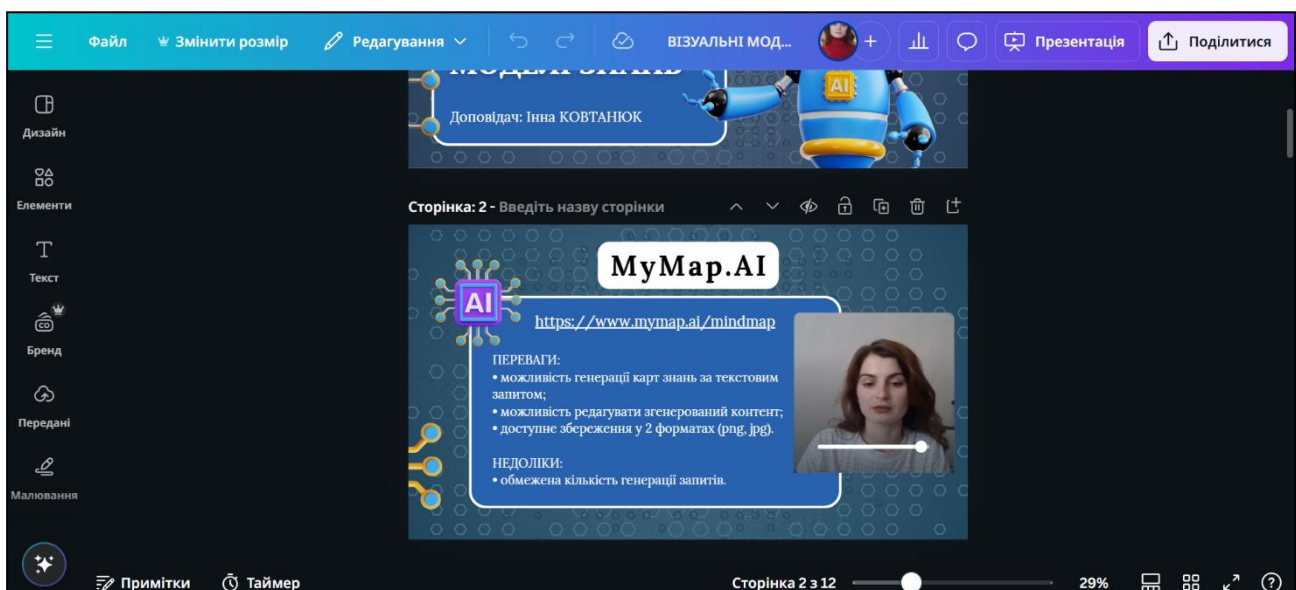 Файл
Змінити розмір
Редагування
ВІЗУАЛЬНІ МОД...
Презентація
Поділитися
Дизайн
Елементи
Текст
Бренд
Передані
Малювання
МОДЕЛІ ЗНАНЬ
AI
Доповідач: Інна КОВТАНЮК
Сторінка: 2 - Введіть назву сторінки
MyMap.AI
AI
https://www.mymap.ai/mindmap
ПЕРЕВАГИ:
• можливість генерації карт знань за текстовим
запитом;
• можливість редагувати згенерований контент;
• доступне збереження у 2 форматах (png, jpg).
НЕДОЛІКИ:
• обмежена кількість генерації запитів.
Примітки
Таймер
Сторінка 2 з 12
29%